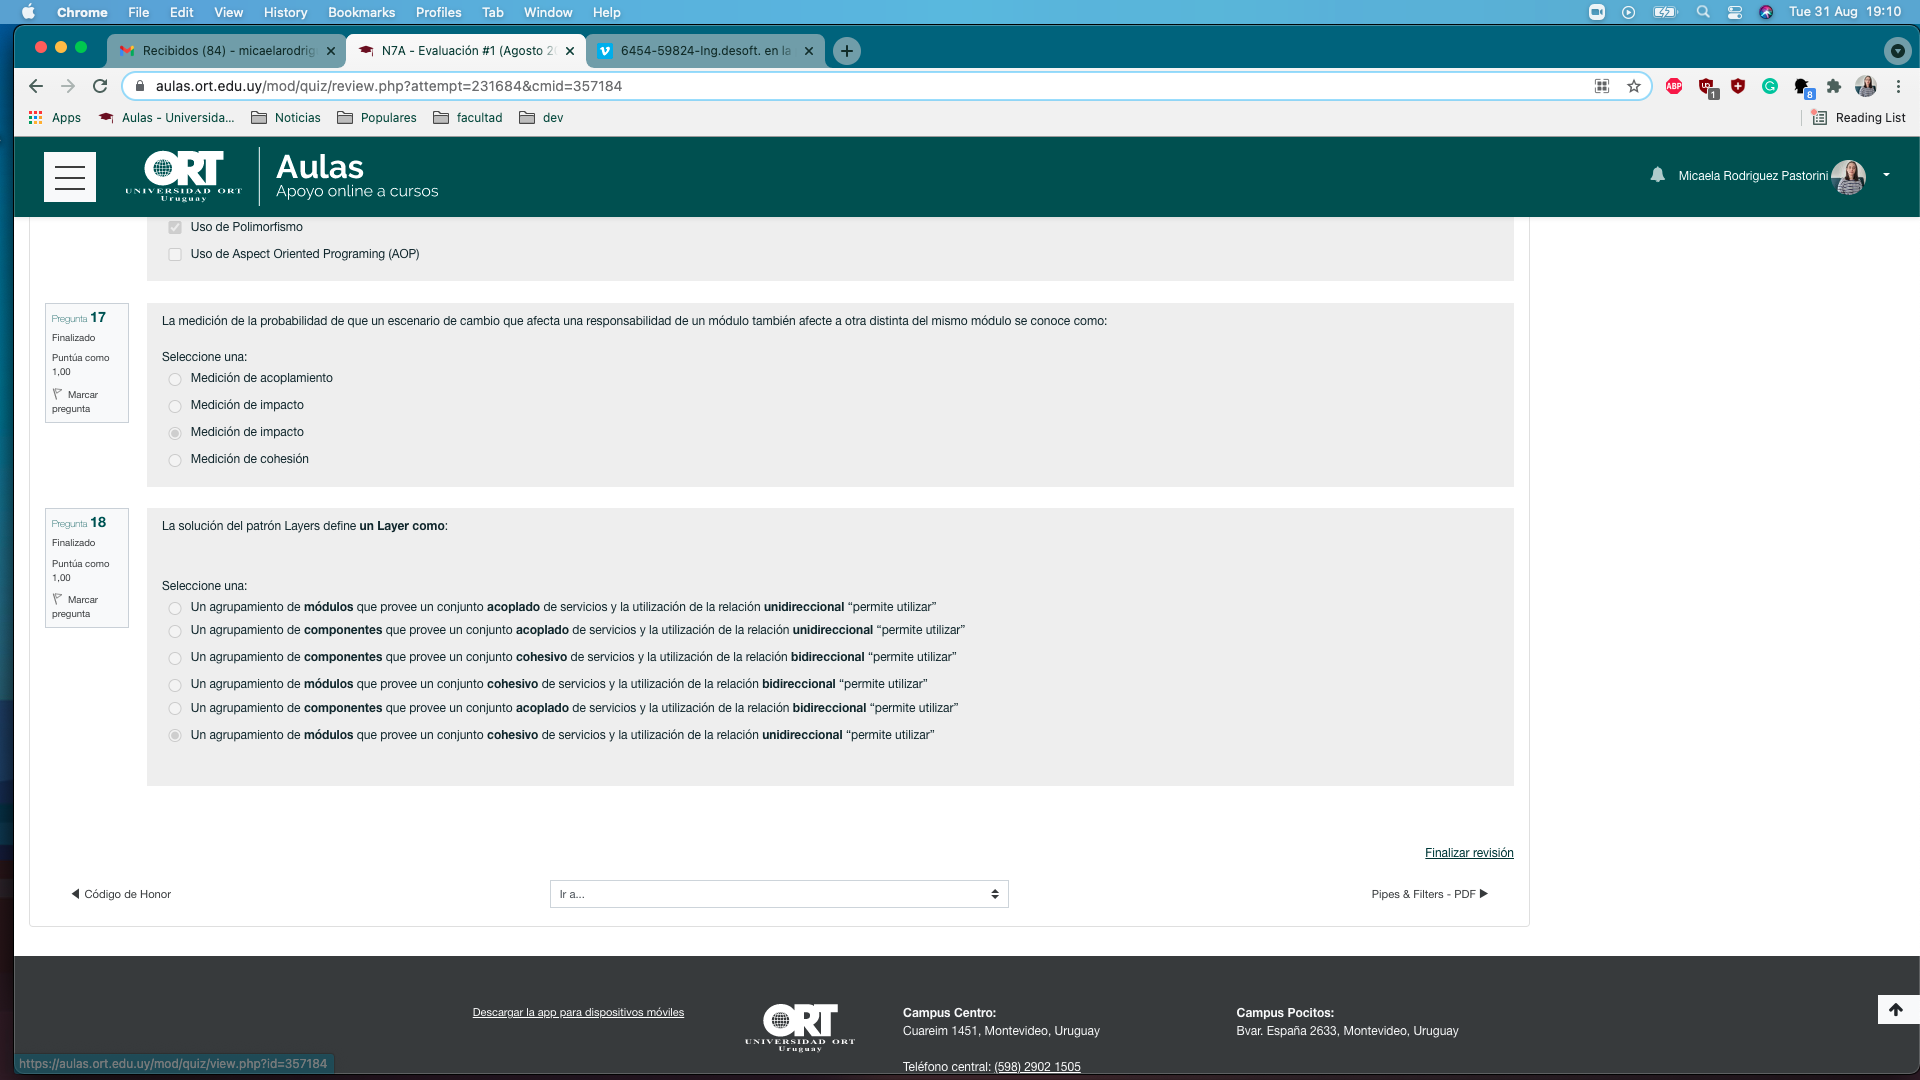 Chrome File Edit View History Bookmarks Profiles Tab Window Help Tue 31 Aug 19:10
Recibidos (84) - micaelarodrig N7A - Evaluación #1 (Agosto 20 6454-59824-Ing.desoft. en la
aulas.ort.edu.uy/mod/quiz/review.php?attempt=231684&cmid=357184 ABP 1 8
Apps Aulas - Universida... Noticias Populares facultad dev Reading List
ORT
UNIVERSIDAD ORT
Uruguay
Aulas
Apoyo online a cursos
Micaela Rodriguez Pastorini
Uso de Polimorfismo
Uso de Aspect Oriented Programing (AOP)
Pregunta 17
Finalizado
Puntúa como
1,00
Marcar
pregunta
La medición de la probabilidad de que un escenario de cambio que afecta una responsabilidad de un módulo también afecte a otra distinta del mismo módulo se conoce como:
Seleccione una:
Medición de acoplamiento
Medición de impacto
Medición de impacto
Medición de cohesión
Pregunta 18
Finalizado
Puntúa como
1,00
Marcar
pregunta
La solución del patrón Layers define un Layer como:
Seleccione una:
Un agrupamiento de módulos que provee un conjunto acoplado de servicios y la utilización de la relación unidireccional “permite utilizar”
Un agrupamiento de componentes que provee un conjunto acoplado de servicios y la utilización de la relación unidireccional “permite utilizar”
Un agrupamiento de componentes que provee un conjunto cohesivo de servicios y la utilización de la relación bidireccional “permite utilizar”
Un agrupamiento de módulos que provee un conjunto cohesivo de servicios y la utilización de la relación bidireccional “permite utilizar”
Un agrupamiento de componentes que provee un conjunto acoplado de servicios y la utilización de la relación bidireccional “permite utilizar”
Un agrupamiento de módulos que provee un conjunto cohesivo de servicios y la utilización de la relación unidireccional “permite utilizar”
Finalizar revisión
Código de Honor
Ir a...
Pipes & Filters - PDF
Descargar la app para dispositivos móviles
ORT
UNIVERSIDAD ORT
Uruguay
Campus Centro:
Cuareim 1451, Montevideo, Uruguay
Teléfono central: (598) 2902 1505
Campus Pocitos:
Bvar. España 2633, Montevideo, Uruguay
https://aulas.ort.edu.uy/mod/quiz/view.php?id=357184